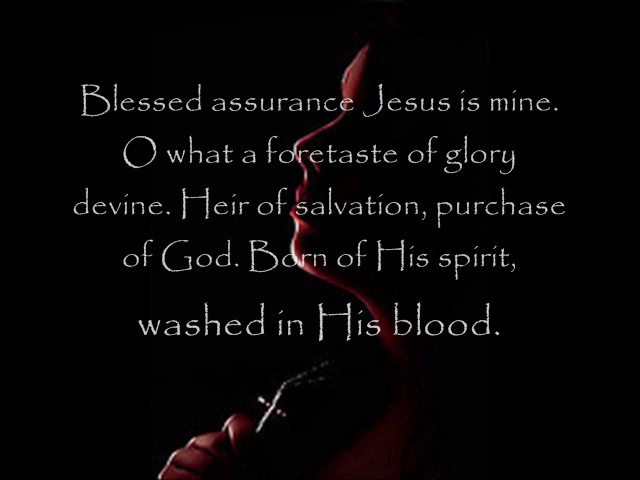 Blessed assurance Jesus is mine.
O what a foretaste of glory
devine. Heir of salvation, purchase
of God. Born of His spirit,
washed in His blood.